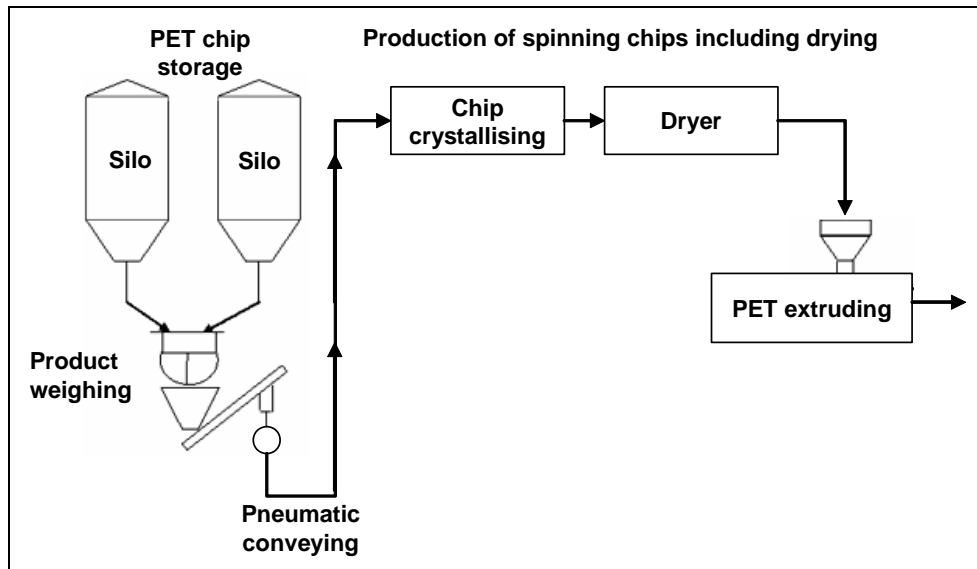 PET chip
storage
Production of spinning chips including drying
Silo
Silo
Chip
crystallising
Dryer
PET extruding
Product
weighing
Pneumatic
conveying